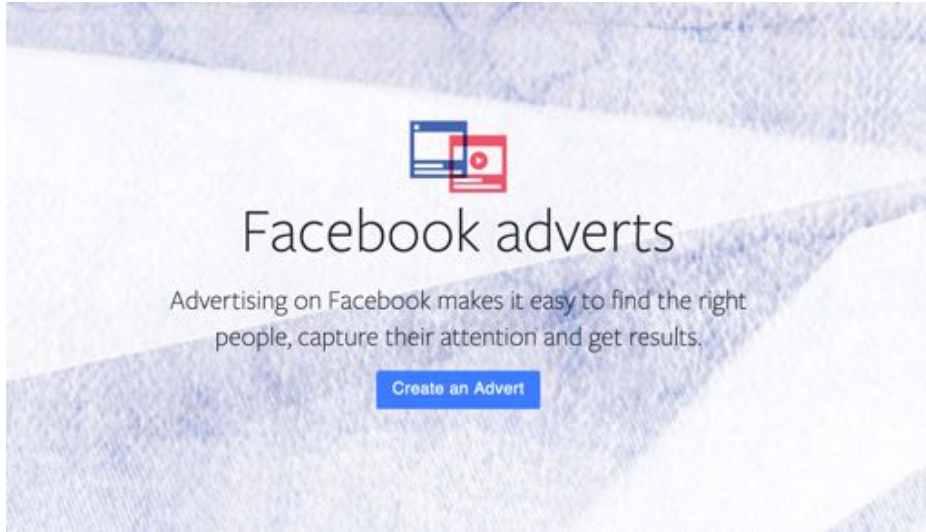 Facebook adverts
Advertising on Facebook makes it easy to find the right
people, capture their attention and get results.
Create an Advert